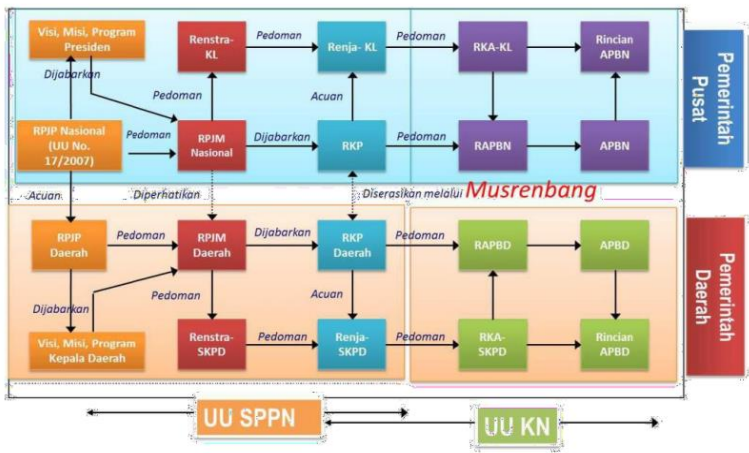 Visi, Misi, Program
Presiden
Renstra-
KL
Pedoman
Renja- KL
Pedoman
RKA-KL
Rincian
APBN
Dijabarkan
Pedoman
Acuan
RPJP Nasional
(UU No.
17/2007)
Pedoman
RPJM
Nasional
Dijabarkan
RKP
Pedoman
RAPBN
APBN
Pemerintah
Pusat
Acuan
Diperhatikan
Diserasikan melalui
Musrenbang
RPJP
Daerah
Pedoman
RPJM
Daerah
Dijabarkan
RKP
Daerah
Pedoman
RAPBD
APBD
Dijabarkan
Pedoman
Acuan
Visi, Misi, Program
Kepala Daerah
Renstra-
SKPD
Pedoman
Renja-
SKPD
Pedoman
RKA-
SKPD
Rincian
APBD
Pemerintah
Daerah
UU SPPN
UU KN